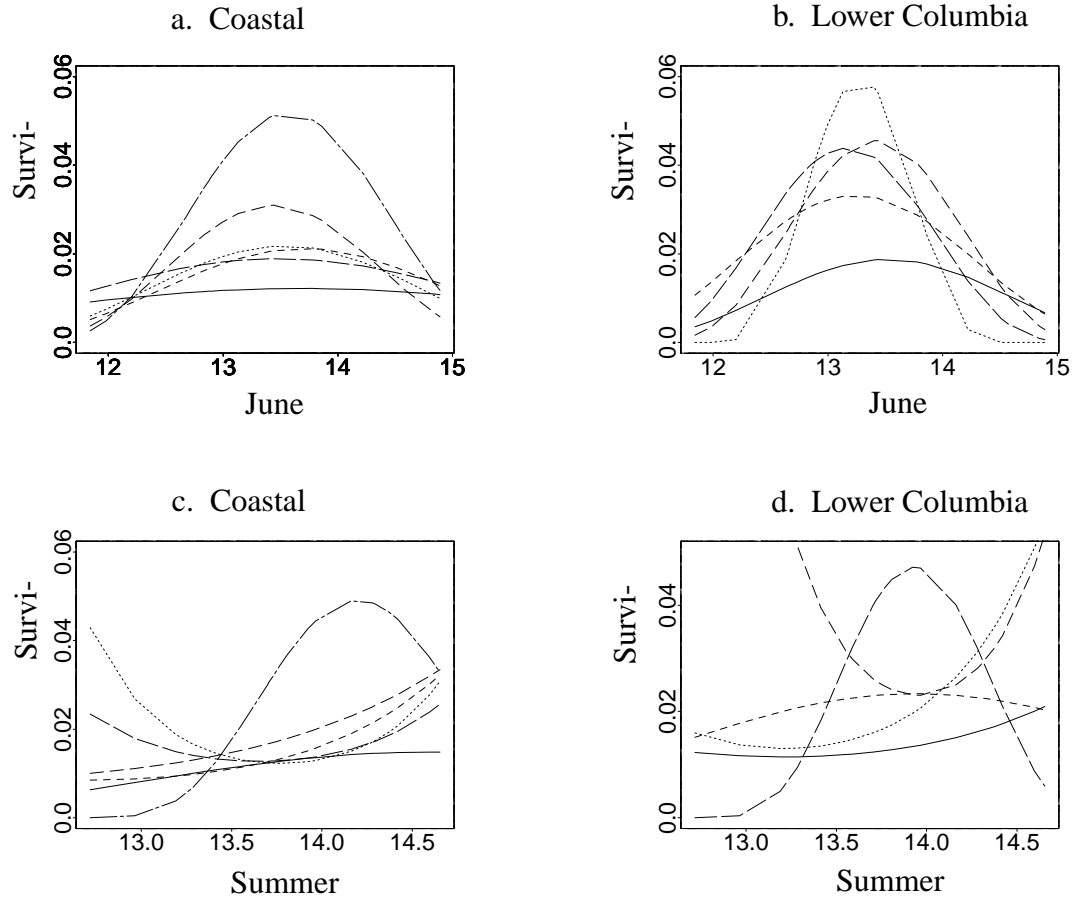 a. Coastal
b. Lower Columbia
Survi-
0.0 0.02 0.04 0.06
12 13 14 15
June
Survi-
0.0 0.02 0.04 0.06
12 13 14 15
June
c. Coastal
d. Lower Columbia
Survi-
0.0 0.02 0.04 0.06
13.0 13.5 14.0 14.5
Summer
Survi-
0.0 0.02 0.04
13.0 13.5 14.0 14.5
Summer